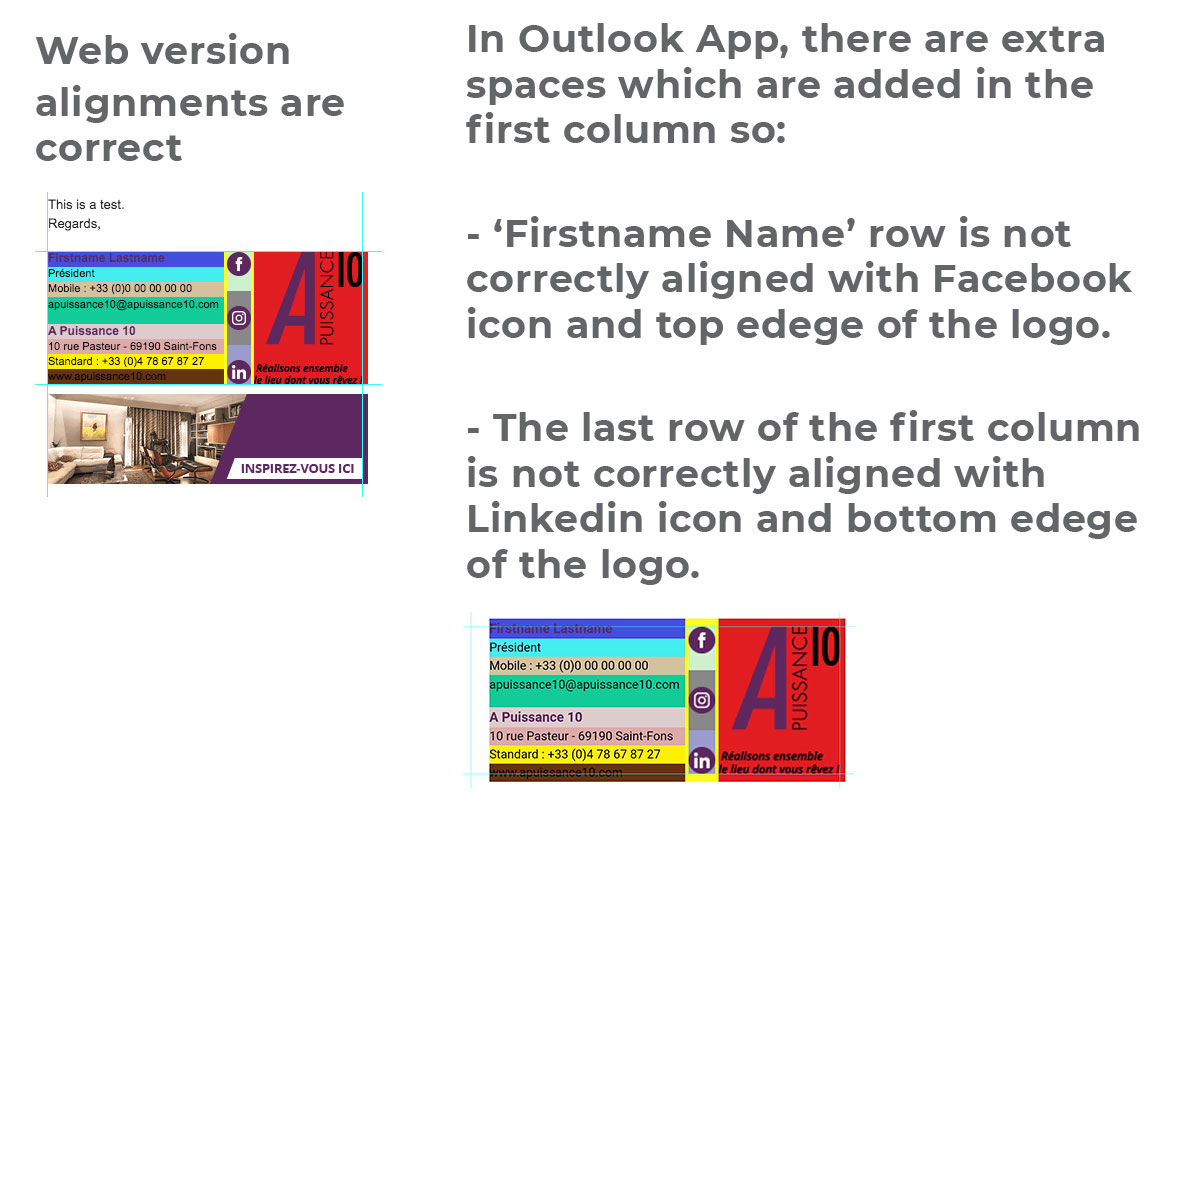 Web version
alignments are
correct
This is a test.
Regards,
Firstname Lastname
Président
Mobile : +33 (0)0 00 00 00 00
apuissance10@apuissance10.com
A Puissance 10
10 rue Pasteur - 69190 Saint-Fons
Standard : +33 (0)4 78 67 87 27
www.apuissance10.com
f
in
A
PUISSANCE
10
Réalisons ensemble
le lieu dont vous rêvez !
INSPIREZ-VOUS ICI
In Outlook App, there are extra
spaces which are added in the
first column so:
- ‘Firstname Name’ row is not
correctly aligned with Facebook
icon and top edege of the logo.
- The last row of the first column
is not correctly aligned with
Linkedin icon and bottom edege
of the logo.
Firstname Lastname
Président
Mobile : +33 (0)0 00 00 00 00
apuissance10@apuissance10.com
A Puissance 10
10 rue Pasteur - 69190 Saint-Fons
Standard : +33 (0)4 78 67 87 27
www.apuissance10.com
f
in
A
PUISSANCE
10
Réalisons ensemble
le lieu dont vous rêvez !